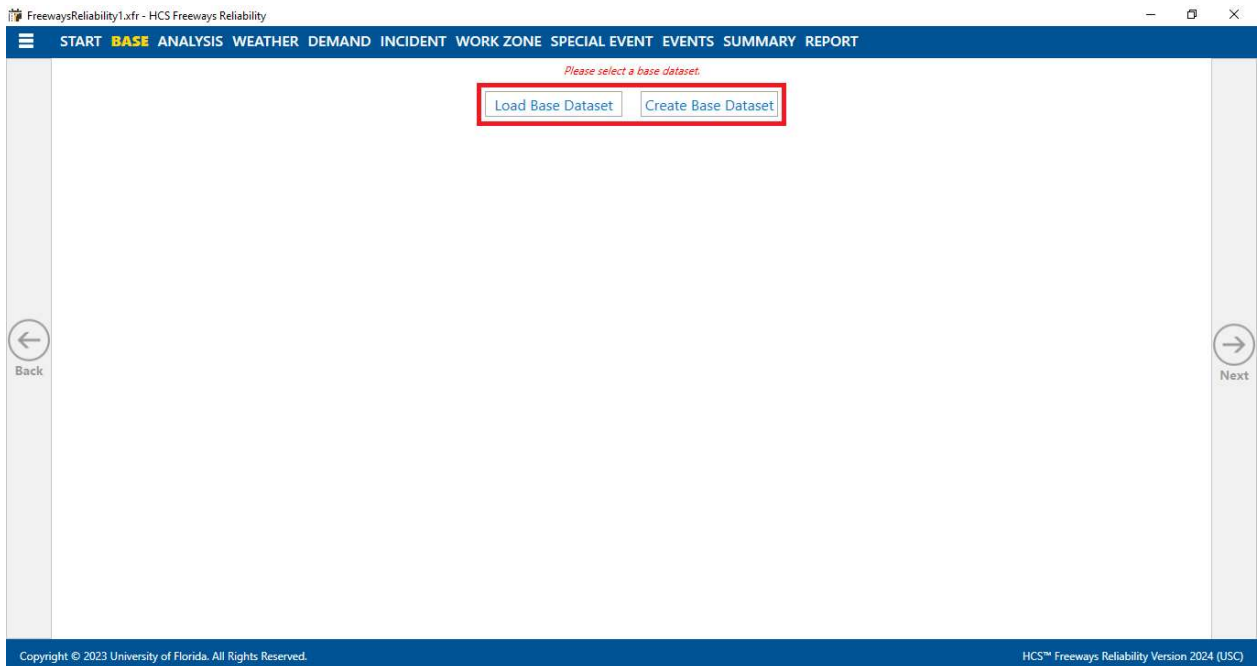 FreewaysReliability1.xfr - HCS Freeways Reliability
START BASE ANALYSIS WEATHER DEMAND INCIDENT WORK ZONE SPECIAL EVENT EVENTS SUMMARY REPORT
Please select a base dataset.
Load Base Dataset Create Base Dataset
Back
Next
Copyright © 2023 University of Florida. All Rights Reserved. HCS™ Freeways Reliability Version 2024 (USC)